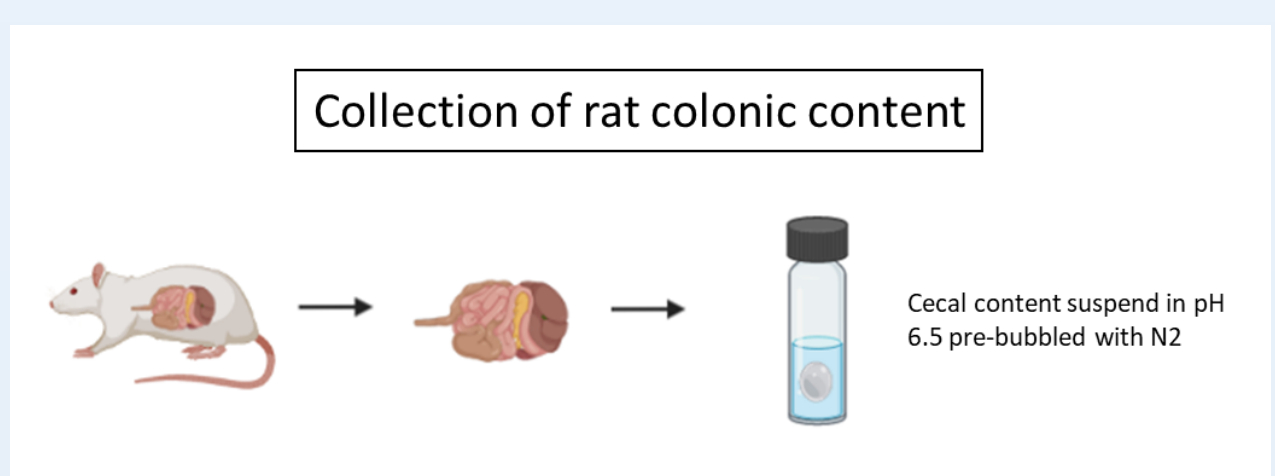 Collection of rat colonic content
Cecal content suspend in pH
6.5 pre-bubbled with N2